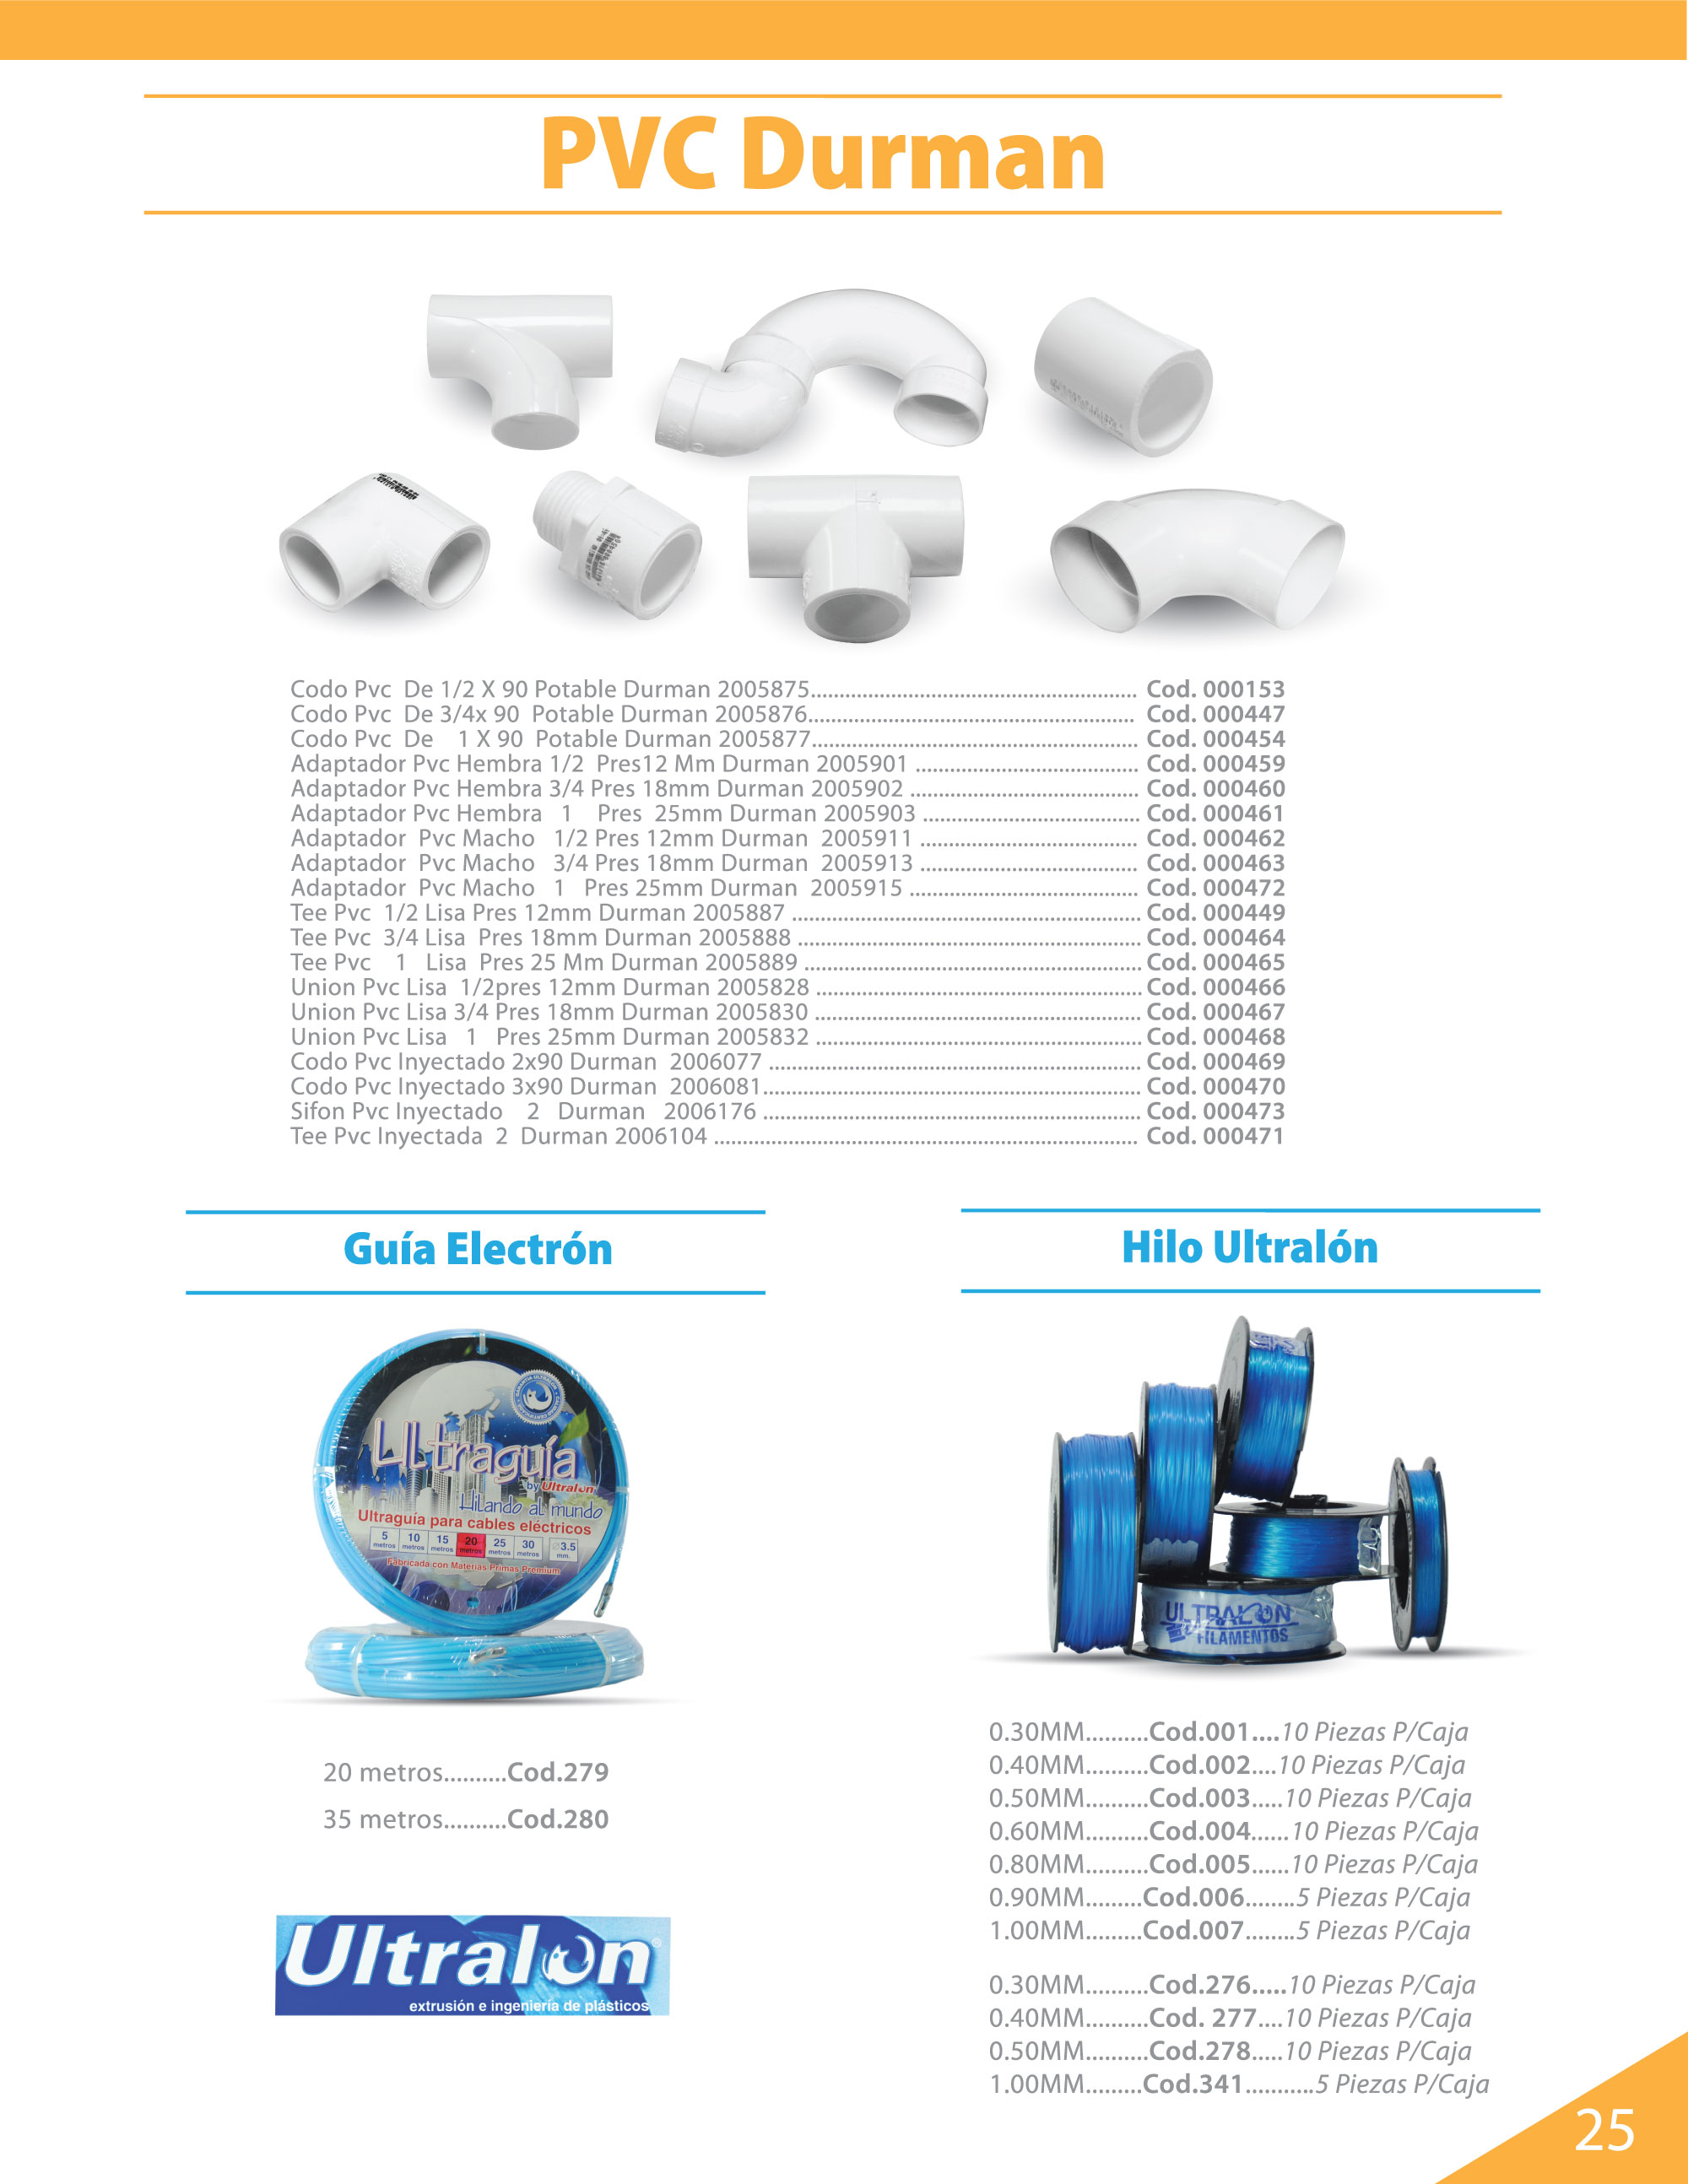 PVC Durman
Codo Pvc De 1/2 X 90 Potable Durman 2005875......................................................... Cod. 000153
Codo Pvc De 3/4x 90 Potable Durman 2005876......................................................... Cod. 000447
Codo Pvc De 1 X 90 Potable Durman 2005877......................................................... Cod. 000454
Adaptador Pvc Hembra 1/2 Pres12 Mm Durman 2005901 ....................................... Cod. 000459
Adaptador Pvc Hembra 3/4 Pres 18mm Durman 2005902 ........................................ Cod. 000460
Adaptador Pvc Hembra 1 Pres 25mm Durman 2005903 ...................................... Cod. 000461
Adaptador Pvc Macho 1/2 Pres 12mm Durman 2005911 ...................................... Cod. 000462
Adaptador Pvc Macho 3/4 Pres 18mm Durman 2005913 ...................................... Cod. 000463
Adaptador Pvc Macho 1 Pres 25mm Durman 2005915 ........................................ Cod. 000472
Tee Pvc 1/2 Lisa Pres 12mm Durman 2005887 ............................................................. Cod. 000449
Tee Pvc 3/4 Lisa Pres 18mm Durman 2005888 ............................................................ Cod. 000464
Tee Pvc 1 Lisa Pres 25 Mm Durman 2005889 ........................................................... Cod. 000465
Union Pvc Lisa 1/2pres 12mm Durman 2005828 ......................................................... Cod. 000466
Union Pvc Lisa 3/4 Pres 18mm Durman 2005830 ......................................................... Cod. 000467
Union Pvc Lisa 1 Pres 25mm Durman 2005832 ......................................................... Cod. 000468
Codo Pvc Inyectado 2x90 Durman 2006077 ................................................................. Cod. 000469
Codo Pvc Inyectado 3x90 Durman 2006081.................................................................. Cod. 000470
Sifon Pvc Inyectado 2 Durman 2006176 .................................................................. Cod. 000473
Tee Pvc Inyectada 2 Durman 2006104 .......................................................................... Cod. 000471
Guía Electrón
Ultraguía
by Ultralon
Hilando al mundo
Ultraguía para cables eléctricos
5 metros 10 metros 15 metros 20 metros 25 metros 30 metros ∅3.5 mm.
Fabricada con Materias Primas Premium
20 metros..........Cod.279
35 metros..........Cod.280
Ultralon®
extrusión e ingeniería de plásticos
Hilo Ultralón
ULTRALON
FILAMENTOS
0.30MM..........Cod.001....10 Piezas P/Caja
0.40MM..........Cod.002....10 Piezas P/Caja
0.50MM..........Cod.003.....10 Piezas P/Caja
0.60MM..........Cod.004......10 Piezas P/Caja
0.80MM..........Cod.005......10 Piezas P/Caja
0.90MM.........Cod.006........5 Piezas P/Caja
1.00MM.........Cod.007........5 Piezas P/Caja
0.30MM..........Cod.276.....10 Piezas P/Caja
0.40MM..........Cod. 277....10 Piezas P/Caja
0.50MM..........Cod.278.....10 Piezas P/Caja
1.00MM.........Cod.341...........5 Piezas P/Caja
25